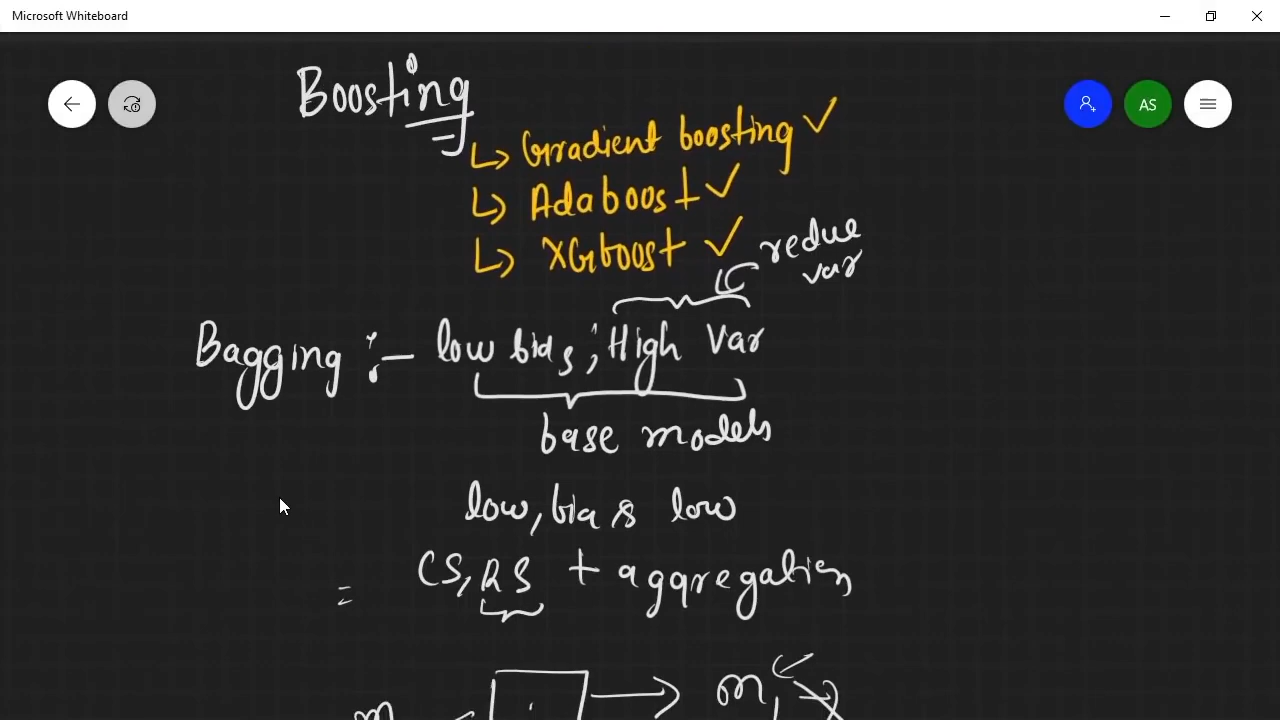 Microsoft Whiteboard
AS
Boosting
↳ Gradient boosting ✓
↳ Adaboost ✓
↳ XGboost ✓
redue
var
Bagging :- low bias; High Var
base models
low, bias low
= CS, RS + aggregation
m
m,